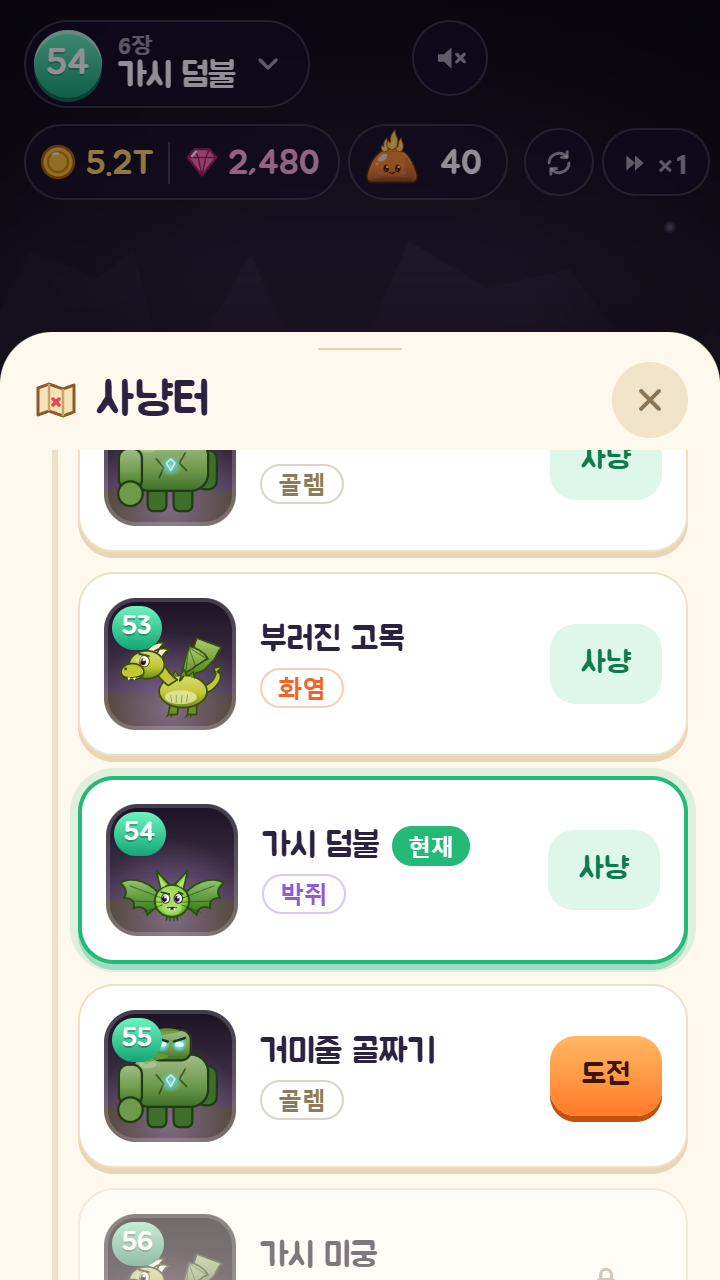 54
6장
가시 덤불
5.2T
2,480
40
×1
사냥터
골렘
사냥
53
부러진 고목
화염
사냥
54
가시 덤불
현재
박쥐
사냥
55
거미줄 골짜기
골렘
도전
56
가시 미궁